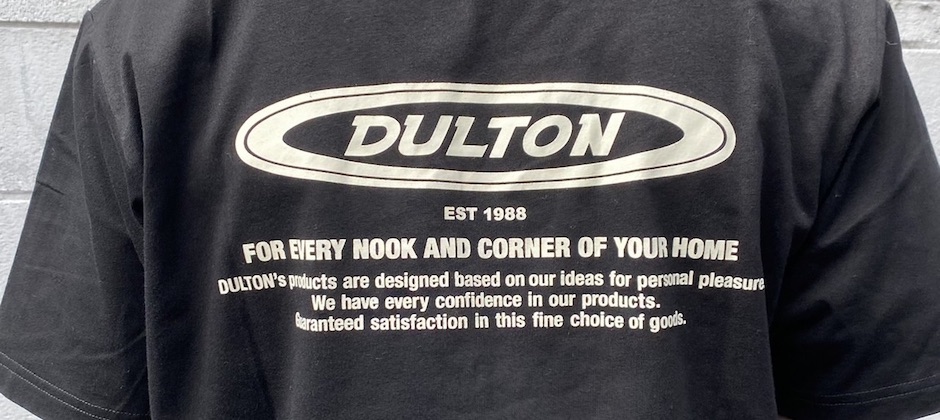 DULTON
EST 1988
FOR EVERY NOOK AND CORNER OF YOUR HOME
DULTON's products are designed based on our ideas for personal pleasure
We have every confidence in our products.
Guaranteed satisfaction in this fine choice of goods.